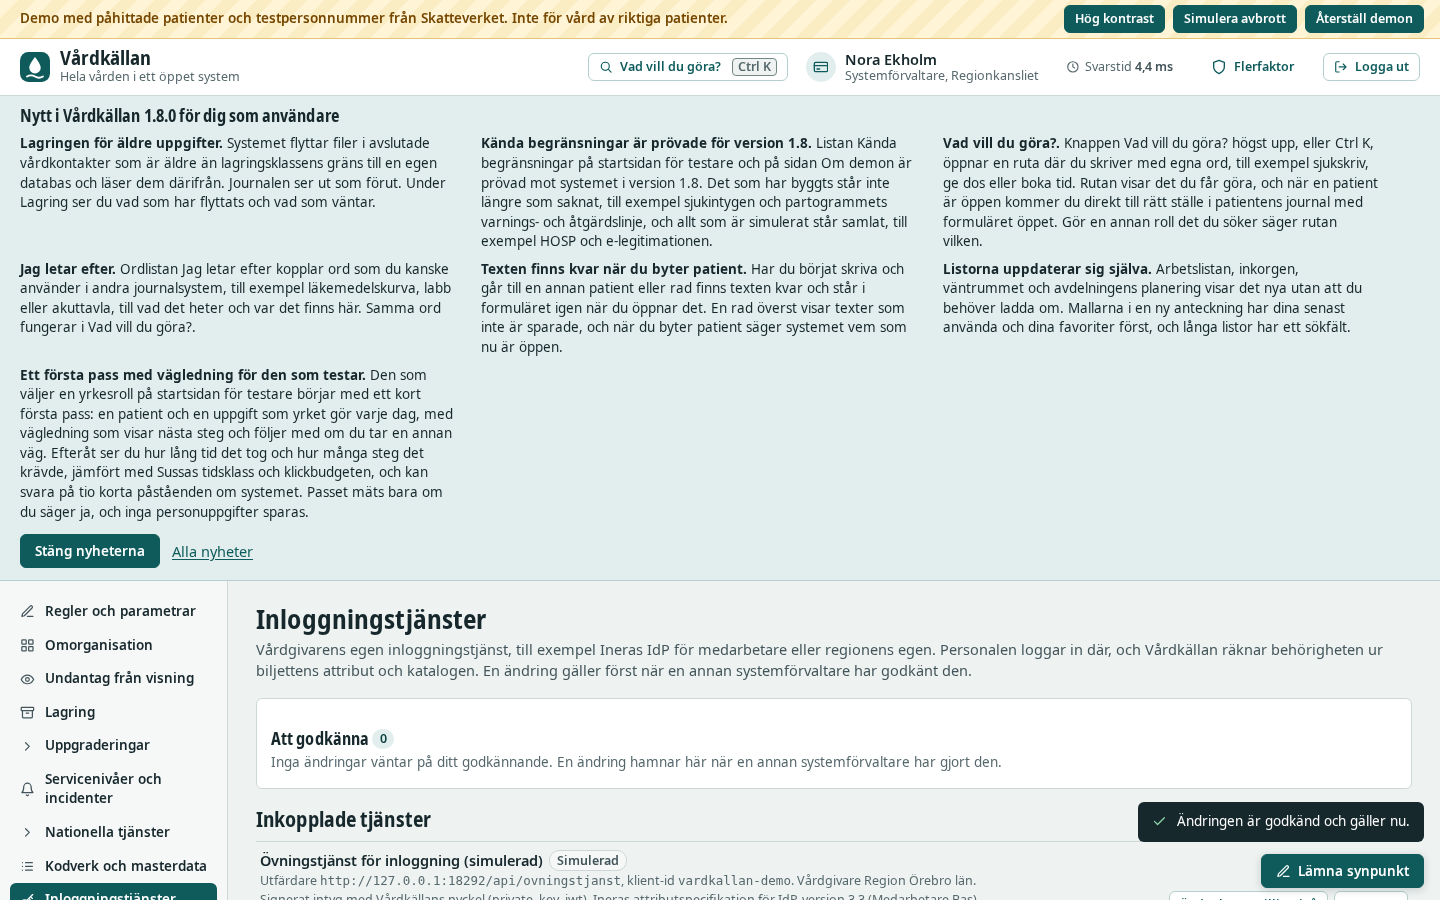 Demo med påhittade patienter och testpersonnummer från Skatteverket. Inte för vård av riktiga patienter.
Hög kontrast
Simulera avbrott
Återställ demon
Vårdkällan
Hela vården i ett öppet system
Vad vill du göra? Ctrl K
Nora Ekholm
Systemförvaltare, Regionkansliet
Svarstid 4,4 ms
Flerfaktor
Logga ut
Nytt i Vårdkällan 1.8.0 för dig som användare
Lagringen för äldre uppgifter. Systemet flyttar filer i avslutade
vårdkontakter som är äldre än lagringsklassens gräns till en egen
databas och läser dem därifrån. Journalen ser ut som förut. Under
Lagring ser du vad som har flyttats och vad som väntar.
Kända begränsningar är prövade för version 1.8. Listan Kända
begränsningar på startsidan för testare och på sidan Om demon är
prövad mot systemet i version 1.8. Det som har byggts står inte
längre som saknat, till exempel sjukintygen och partogrammets
varnings- och åtgärdslinje, och allt som är simulerat står samlat, till
exempel HOSP och e-legitimationen.
Vad vill du göra?. Knappen Vad vill du göra? högst upp, eller Ctrl K,
öppnar en ruta där du skriver med egna ord, till exempel sjukskriv,
ge dos eller boka tid. Rutan visar det du får göra, och när en patient
är öppen kommer du direkt till rätt ställe i patientens journal med
formuläret öppet. Gör en annan roll det du söker säger rutan
vilken.
Jag letar efter. Ordlistan Jag letar efter kopplar ord som du kanske
använder i andra journalsystem, till exempel läkemedelskurva, labb
eller akuttavla, till vad det heter och var det finns här. Samma ord
fungerar i Vad vill du göra?.
Texten finns kvar när du byter patient. Har du börjat skriva och
går till en annan patient eller rad finns texten kvar och står i
formuläret igen när du öppnar det. En rad överst visar texter som
inte är sparade, och när du byter patient säger systemet vem som
nu är öppen.
Listorna uppdaterar sig själva. Arbetslistan, inkorgen,
väntrummet och avdelningens planering visar det nya utan att du
behöver ladda om. Mallarna i en ny anteckning har dina senast
använda och dina favoriter först, och långa listor har ett sökfält.
Ett första pass med vägledning för den som testar. Den som
väljer en yrkesroll på startsidan för testare börjar med ett kort
första pass: en patient och en uppgift som yrket gör varje dag, med
vägledning som visar nästa steg och följer med om du tar en annan
väg. Efteråt ser du hur lång tid det tog och hur många steg det
krävde, jämfört med Sussas tidsklass och klickbudgeten, och kan
svara på tio korta påståenden om systemet. Passet mäts bara om
du säger ja, och inga personuppgifter sparas.
Stäng nyheterna
Alla nyheter
Regler och parametrar
Omorganisation
Undantag från visning
Lagring
Uppgraderingar
Servicenivåer och
incidenter
Nationella tjänster
Kodverk och masterdata
Inloggningstjänster
Inloggningstjänster
Vårdgivarens egen inloggningstjänst, till exempel Ineras IdP för medarbetare eller regionens egen. Personalen loggar in där, och Vårdkällan räknar behörigheten ur
biljettens attribut och katalogen. En ändring gäller först när en annan systemförvaltare har godkänt den.
Att godkänna 0
Inga ändringar väntar på ditt godkännande. En ändring hamnar här när en annan systemförvaltare har gjort den.
Inkopplade tjänster
Ändringen är godkänd och gäller nu.
Övningstjänst för inloggning (simulerad) Simulerad
Utfärdare http://127.0.0.1:18292/api/ovningstjanst, klient-id vardkallan-demo. Vårdgivare Region Örebro län.
Lämna synpunkt
Signerat intyg med Vårdkällans nyckel (private_key_jwt). Ineras attributspecifikation för IdP, version 3.3 (Medarbetare Bas).